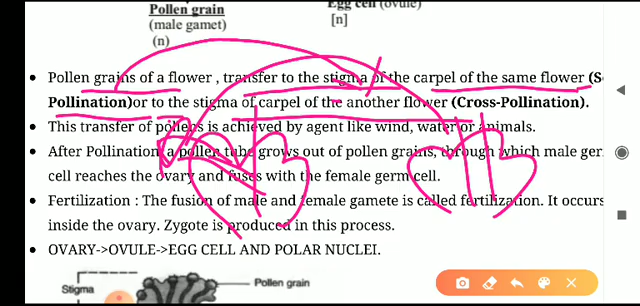 Pollen grain
Egg cell (ovule)
(male gamet)
[n]
(n)
• Pollen grains of a flower , transfer to the stigma of the carpel of the same flower (S
Pollination)or to the stigma of carpel of the another flower (Cross-Pollination).
• This transfer of pollens is achieved by agent like wind, water or animals.
• After Pollination a pollen tube grows out of pollen grains, through which male ger
cell reaches the ovary and fuses with the female germ cell.
• Fertilization : The fusion of male and female gamete is called fertilization. It occurs
inside the ovary. Zygote is produced in this process.
• OVARY->OVULE->EGG CELL AND POLAR NUCLEI.
Pollen grain
Stigma